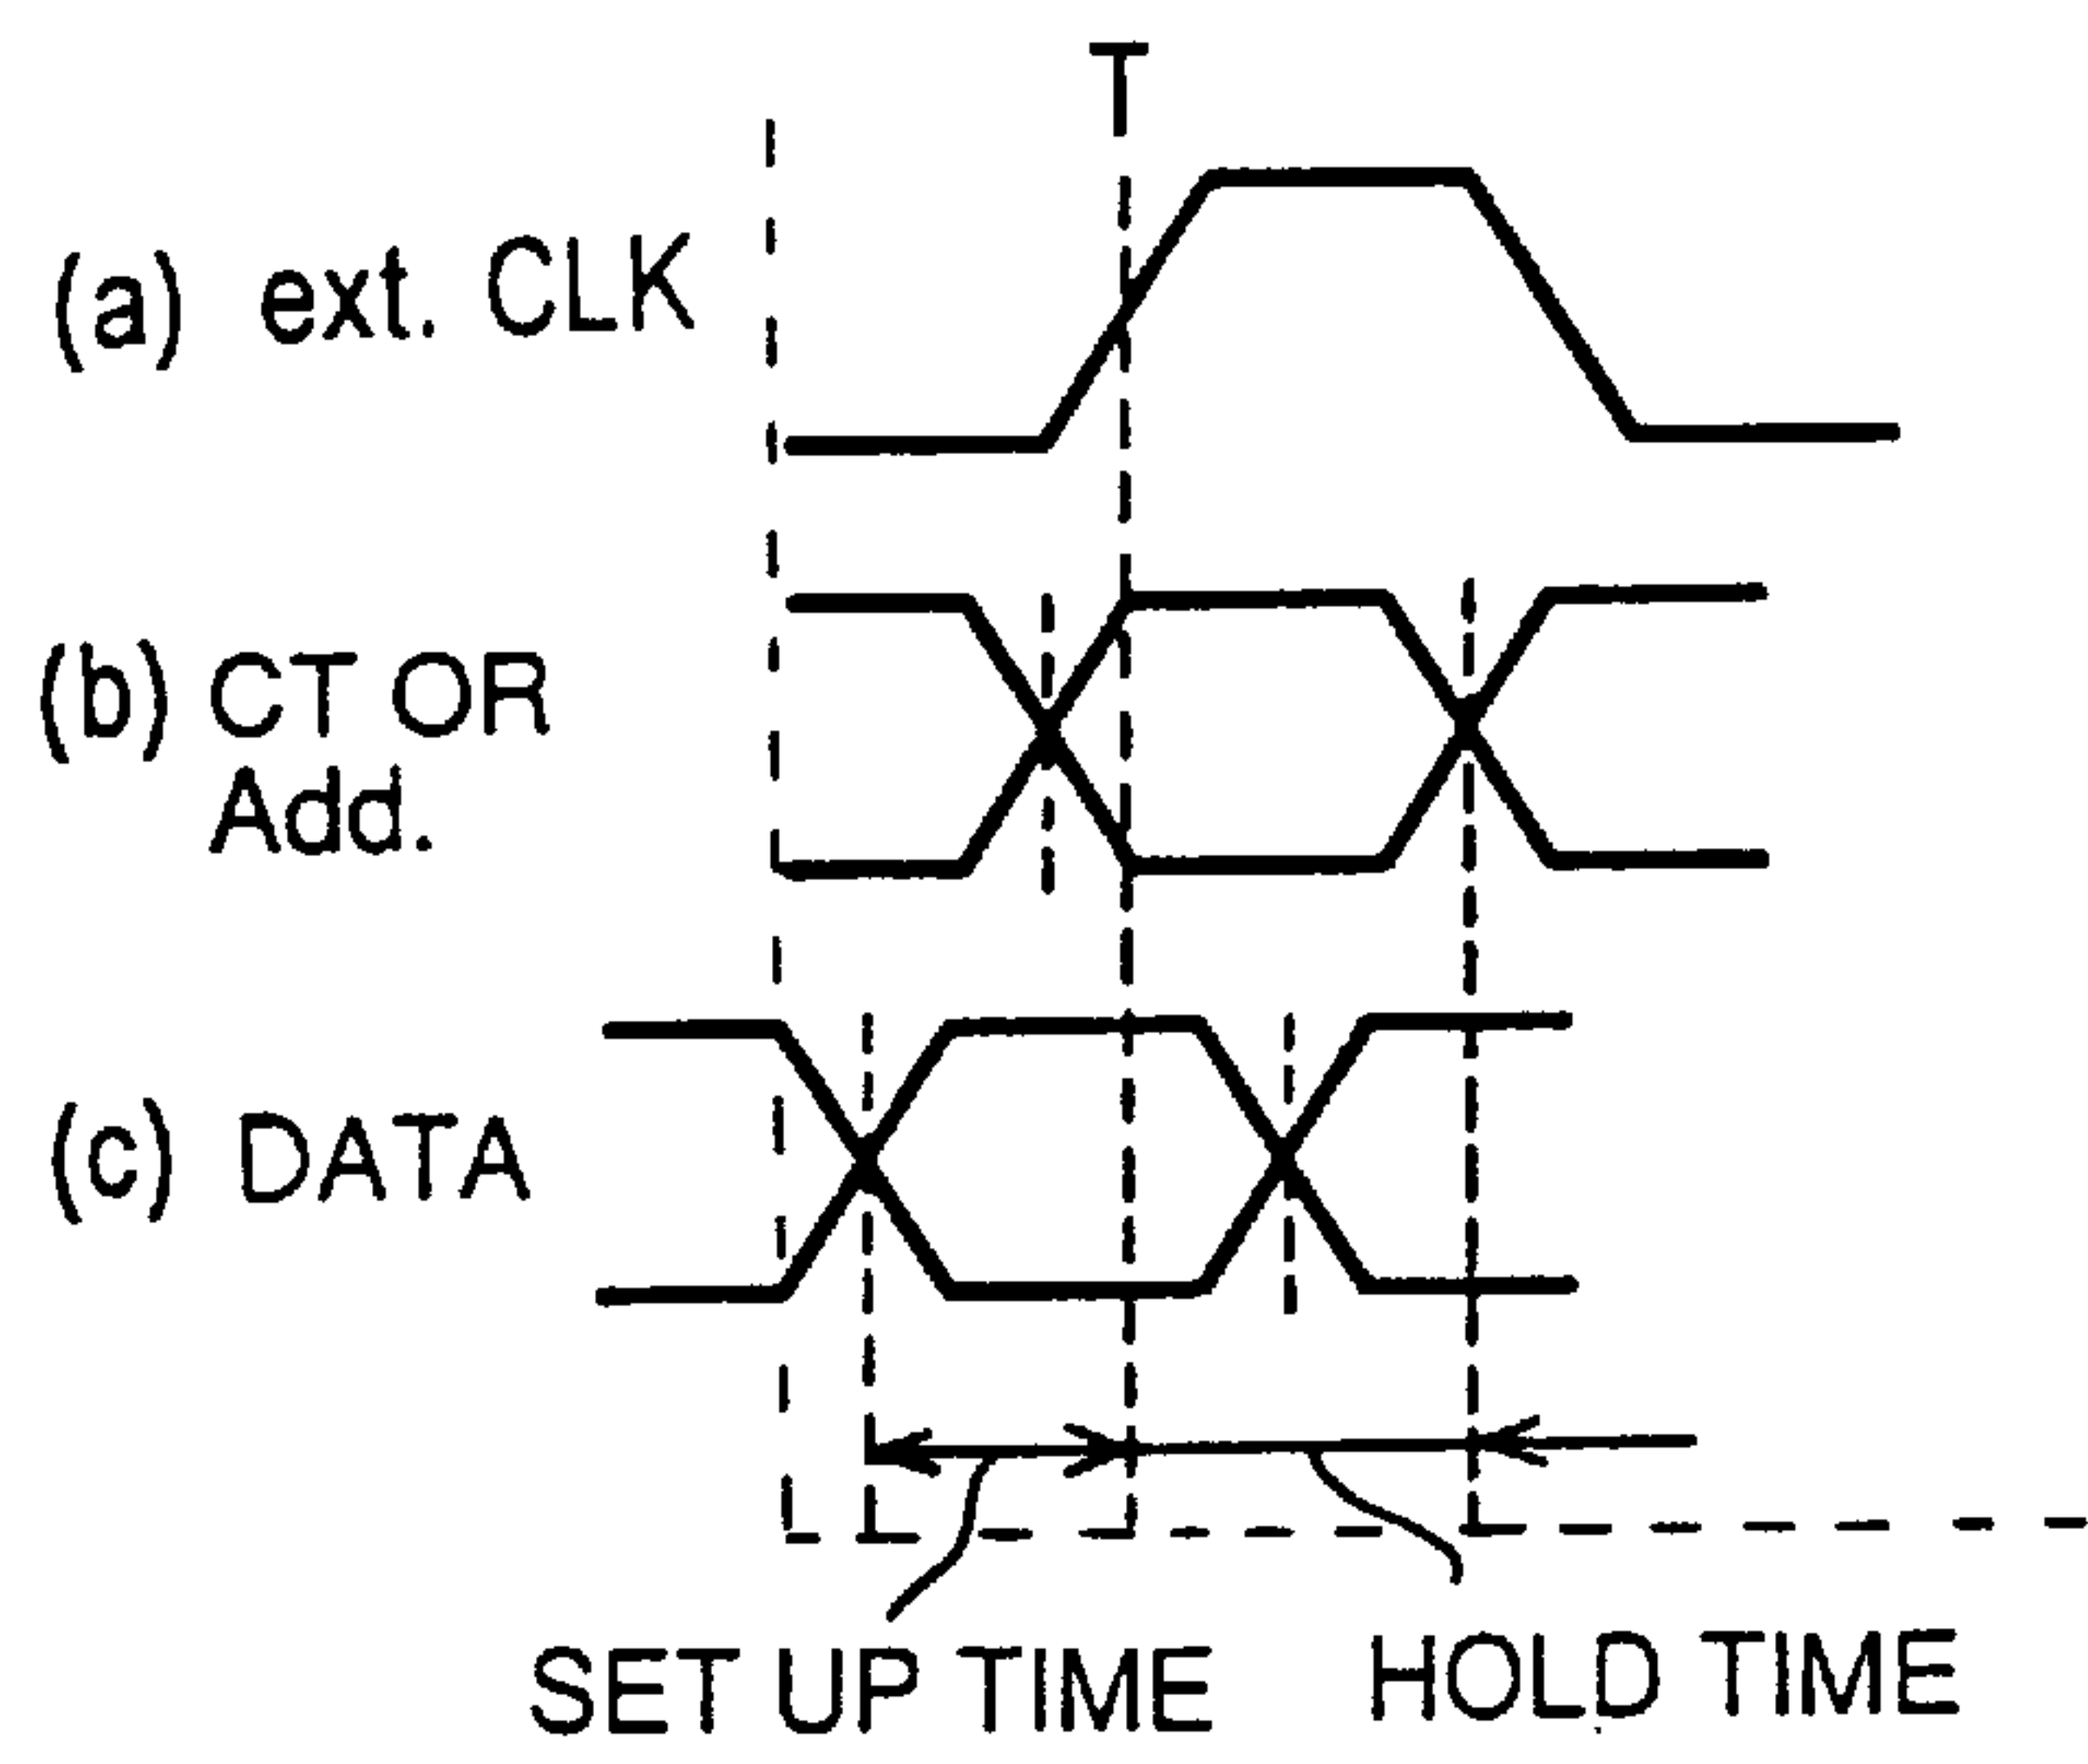 T
(a) ext. CLK
(b) CT OR
Add.
(c) DATA
SET UP TIME
HOLD TIME